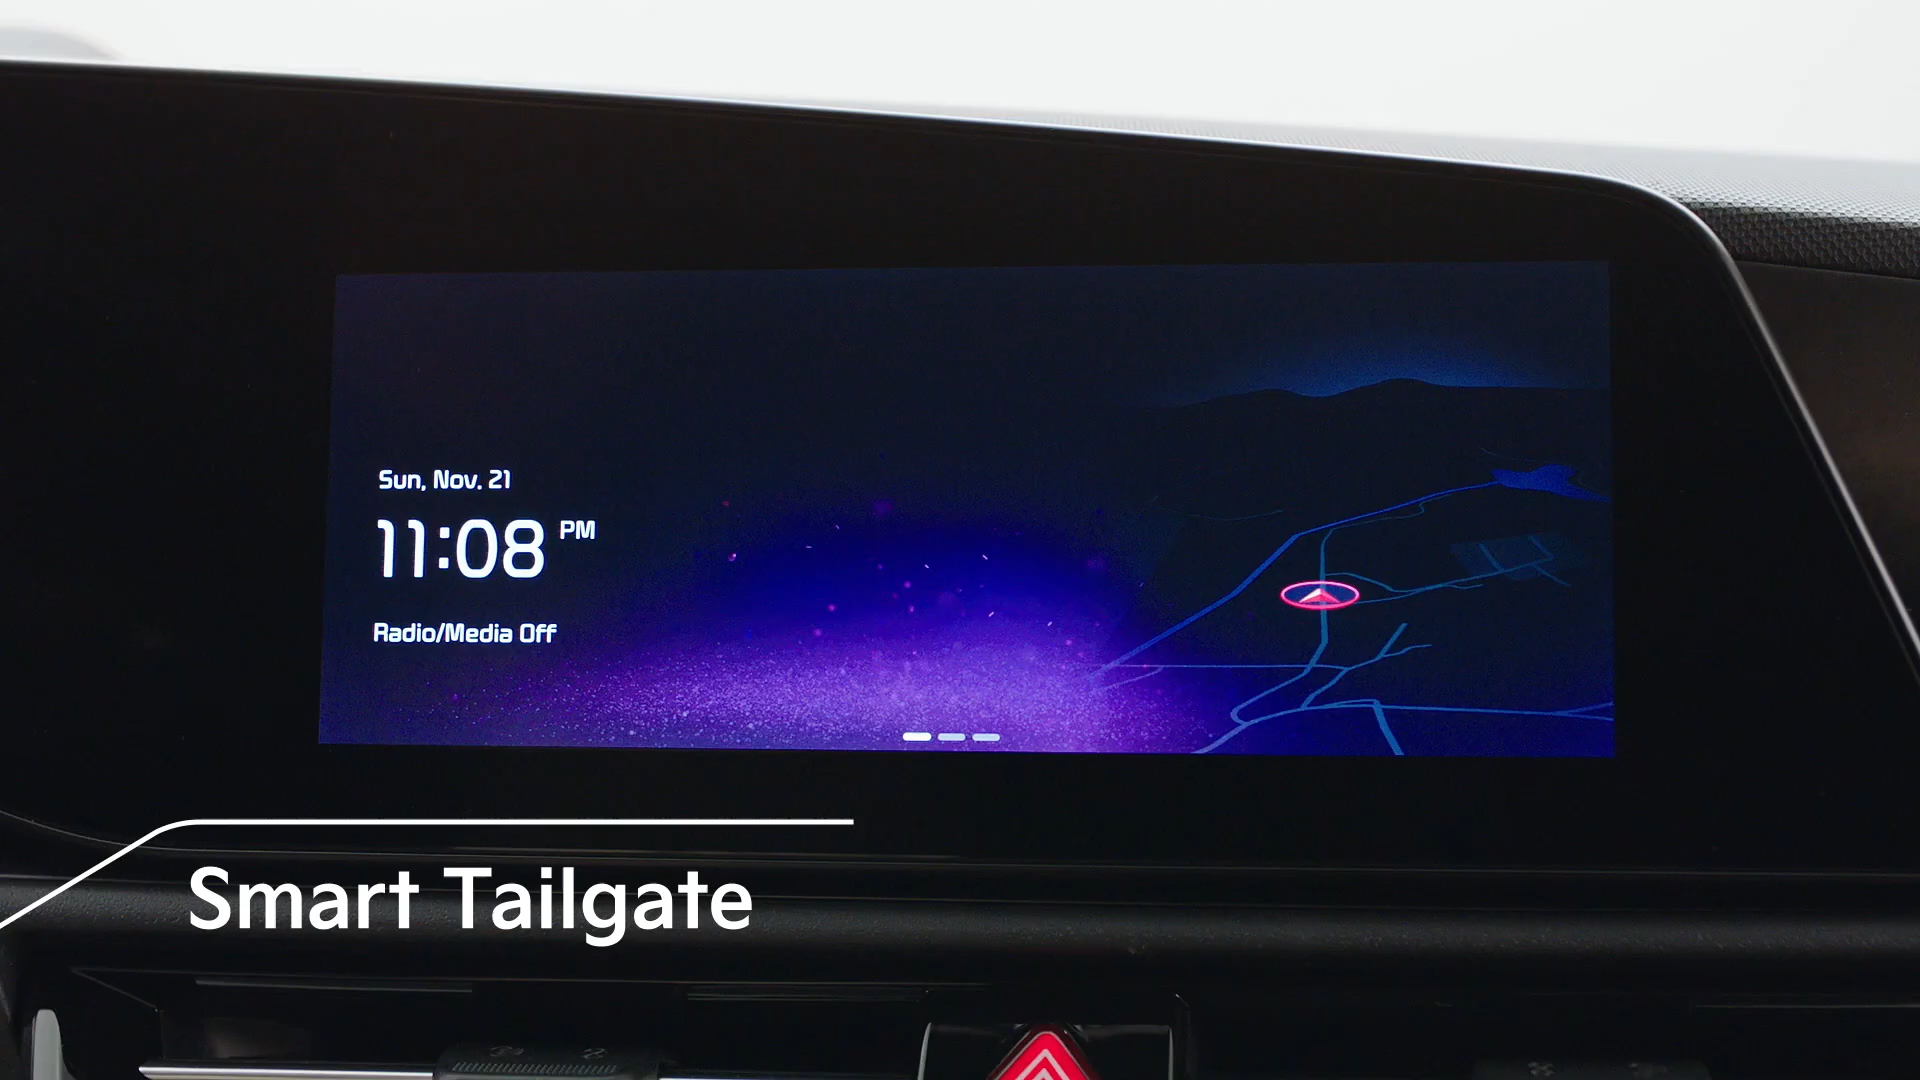 Sun, Nov. 21
11:08 PM
Radio/Media Off
Smart Tailgate